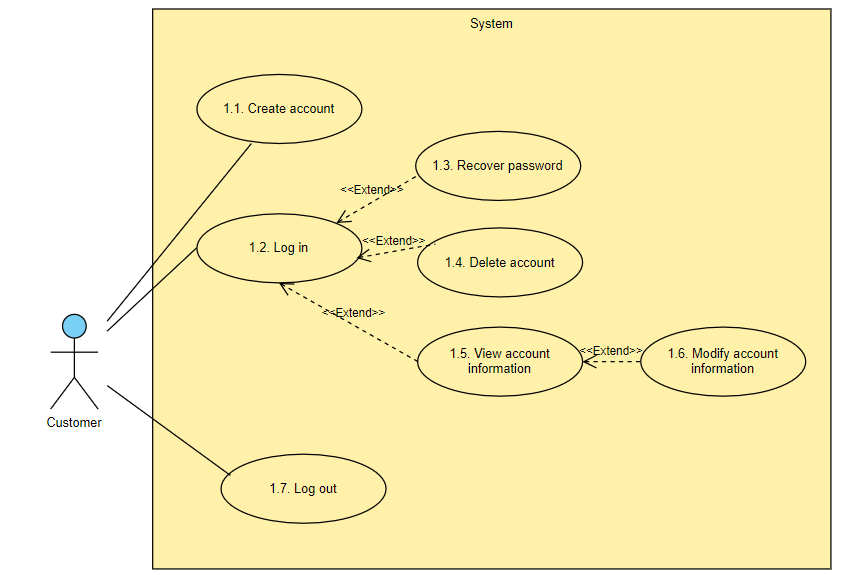 System
1.1. Create account
1.3. Recover password
<<Extend>>
1.2. Log in
<<Extend>>
1.4. Delete account
<<Extend>>
1.5. View account
information
<<Extend>>
1.6. Modify account
information
Customer
1.7. Log out